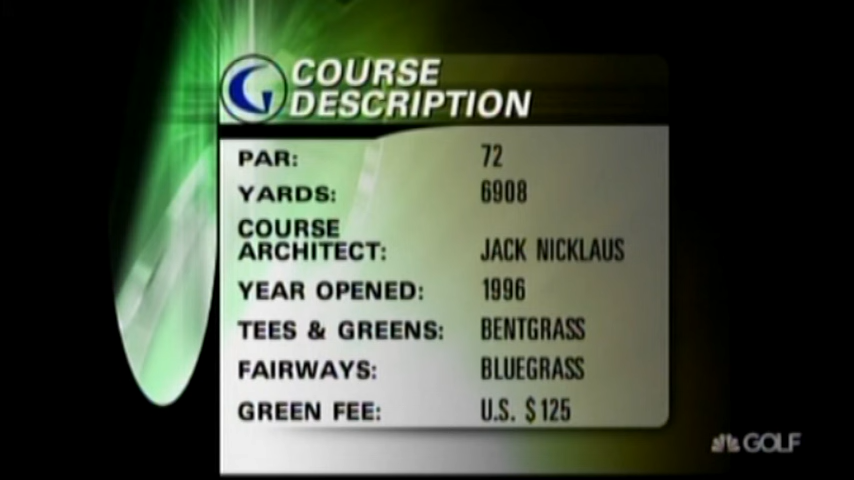 COURSE
DESCRIPTION
PAR: 72
YARDS: 6908
COURSE
ARCHITECT: JACK NICKLAUS
YEAR OPENED: 1996
TEES & GREENS: BENTGRASS
FAIRWAYS: BLUEGRASS
GREEN FEE: U.S. $125
GOLF